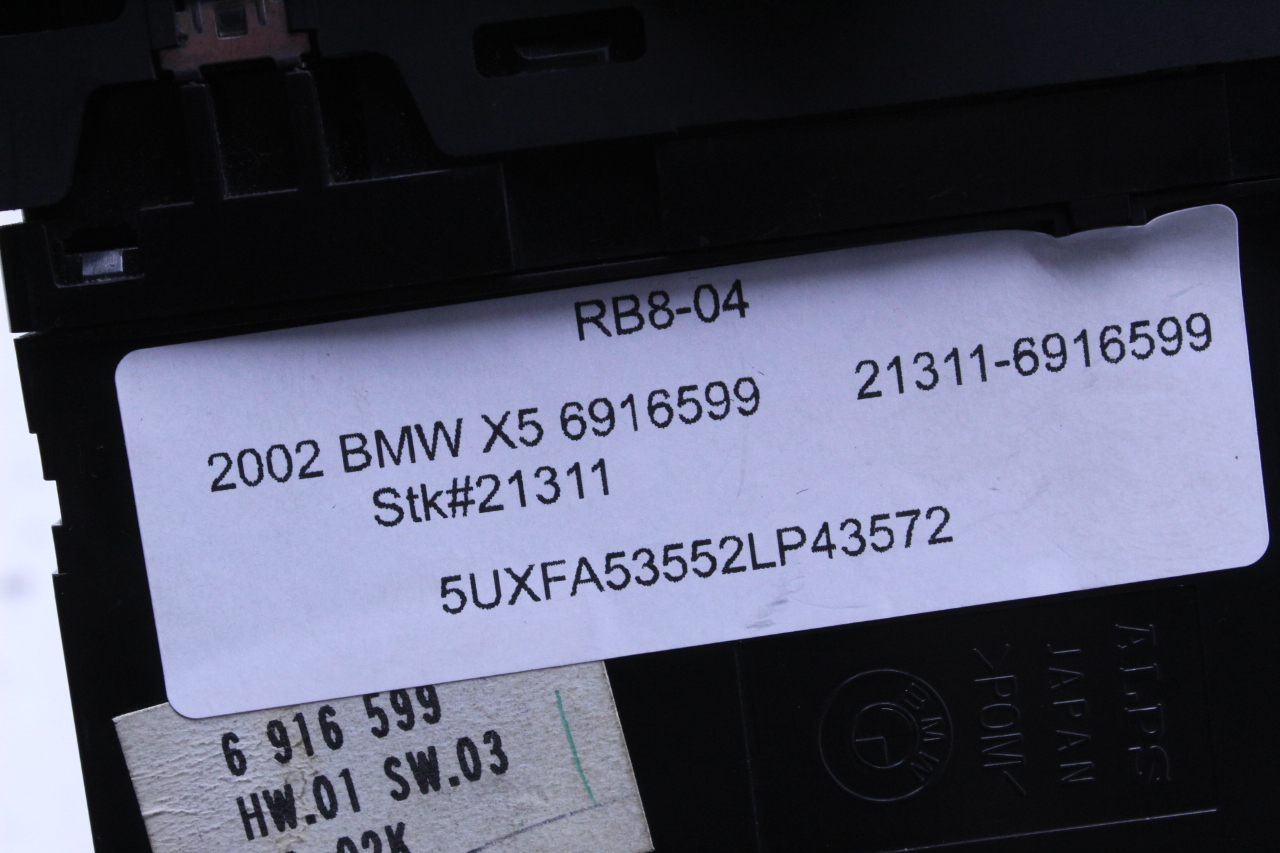 RB8-04
2002 BMW X5 6916599 21311-6916599
Stk#21311
5UXFA53552LP43572
6 916 599
HW.01 SW.03
02K
BMW
>POM<
JAPAN
ALPS